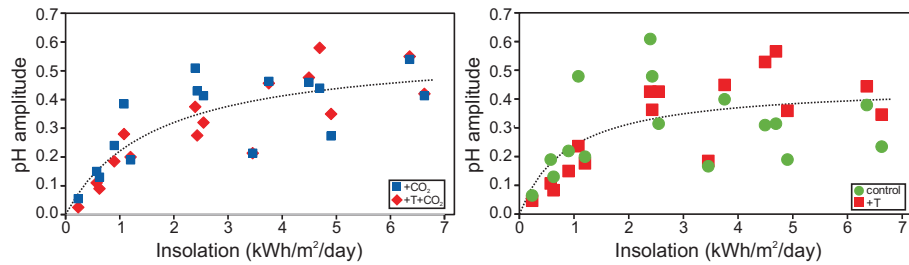 0.7
0.6
0.5
0.4
0.3
0.2
0.1
0.0
pH amplitude
0 1 2 3 4 5 6 7
Insolation (kWh/m²/day)
+CO₂
+T+CO₂
0.7
0.6
0.5
0.4
0.3
0.2
0.1
0.0
pH amplitude
0 1 2 3 4 5 6 7
Insolation (kWh/m²/day)
control
+T